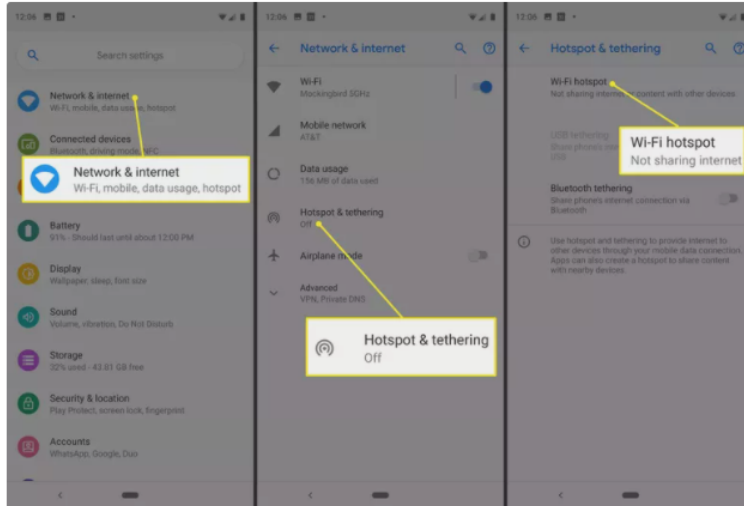 12:06
Search settings
Network & internet
Wi-Fi, mobile, data usage, hotspot
Connected devices
Bluetooth, driving mode, NFC
Network & internet
Wi-Fi, mobile, data usage, hotspot
Battery
91% - Should last until about 12:00 PM
Display
Wallpaper, sleep, font size
Sound
Volume, vibration, Do Not Disturb
Storage
32% used - 42.81 GB free
Security & location
Play Protect, screen lock, fingerprint
Accounts
WhatsApp, Google, Duo
12:06
Network & internet
Wi-Fi
Mockingbird 5GHz
Mobile network
AT&T
Data usage
156 MB of data used
Hotspot & tethering
Off
Airplane mode
Advanced
VPN, Private DNS
Hotspot & tethering
Off
12:06
Hotspot & tethering
Wi-Fi hotspot
Not sharing internet or content with other devices
USB tethering
Share phone's
USB
Wi-Fi hotspot
Not sharing internet
Bluetooth tethering
Share phone's internet connection via
Bluetooth
Use hotspot and tethering to provide internet to
other devices through your mobile data connection.
Apps can also create a hotspot to share content
with nearby devices.